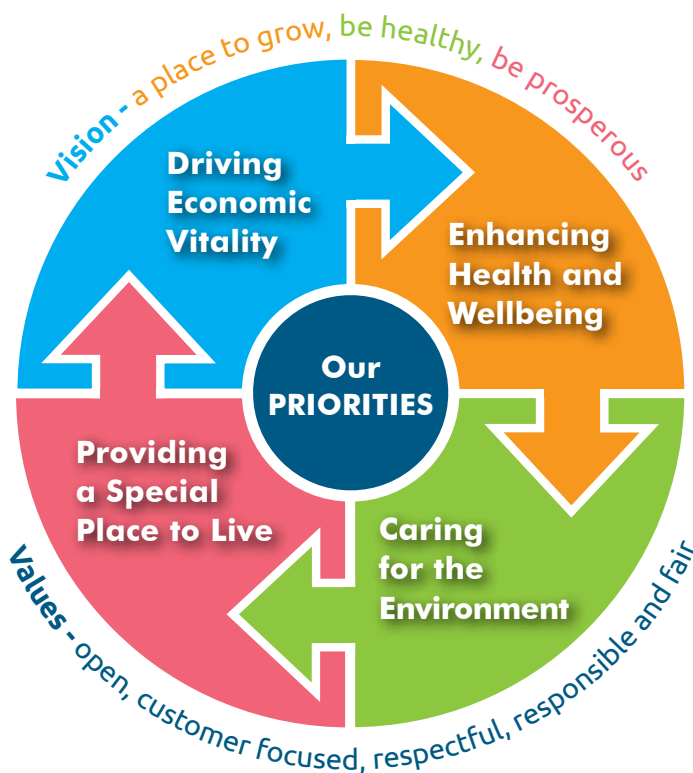 Vision - a place to grow, be healthy, be prosperous
Driving
Economic
Vitality
Enhancing
Health and
Wellbeing
Our
PRIORITIES
Providing
a Special
Place to Live
Caring
for the
Environment
Values - open, customer focused, respectful, responsible and fair